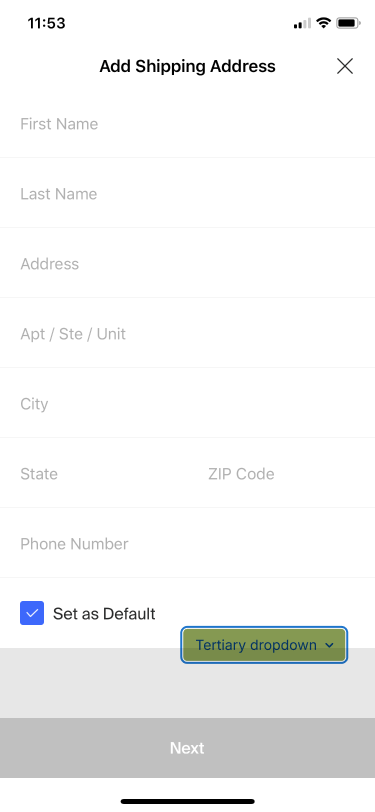 11:53
Add Shipping Address
First Name
Last Name
Address
Apt / Ste / Unit
City
State ZIP Code
Phone Number
Set as Default
Tertiary dropdown
Next